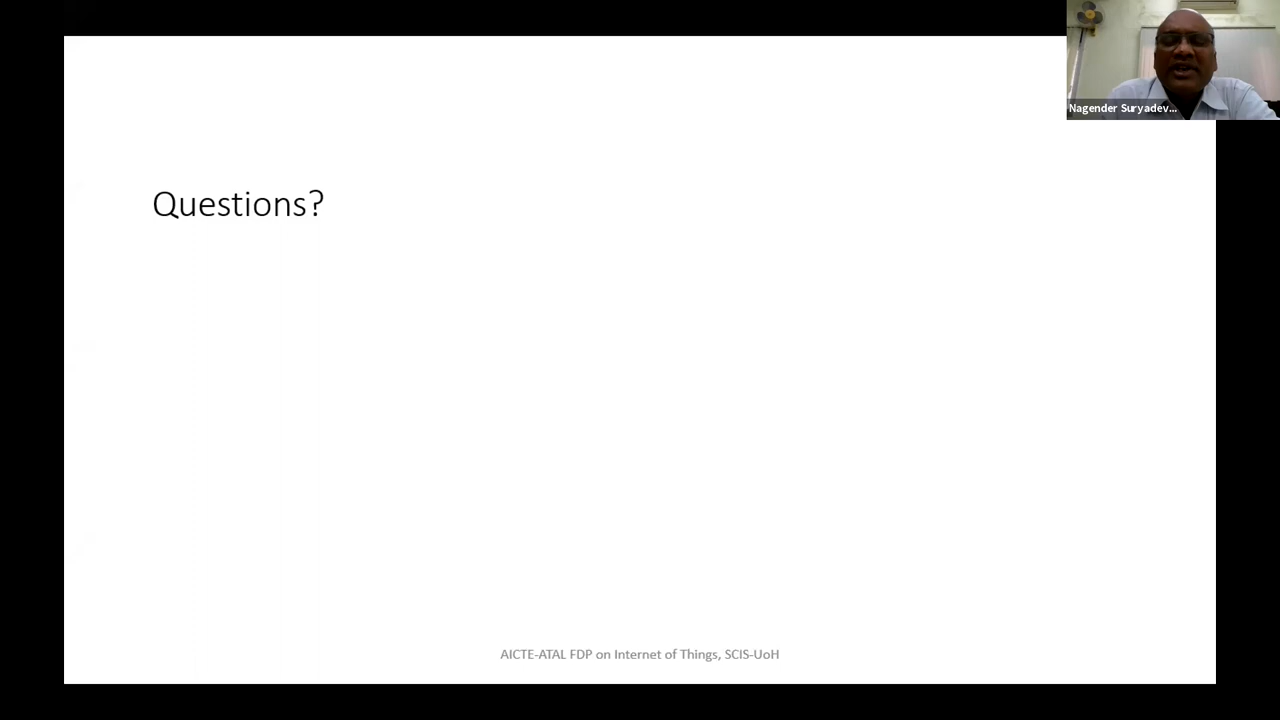 Nagender Suryadev...
Questions?
AICTE-ATAL FDP on Internet of Things, SCIS-UoH